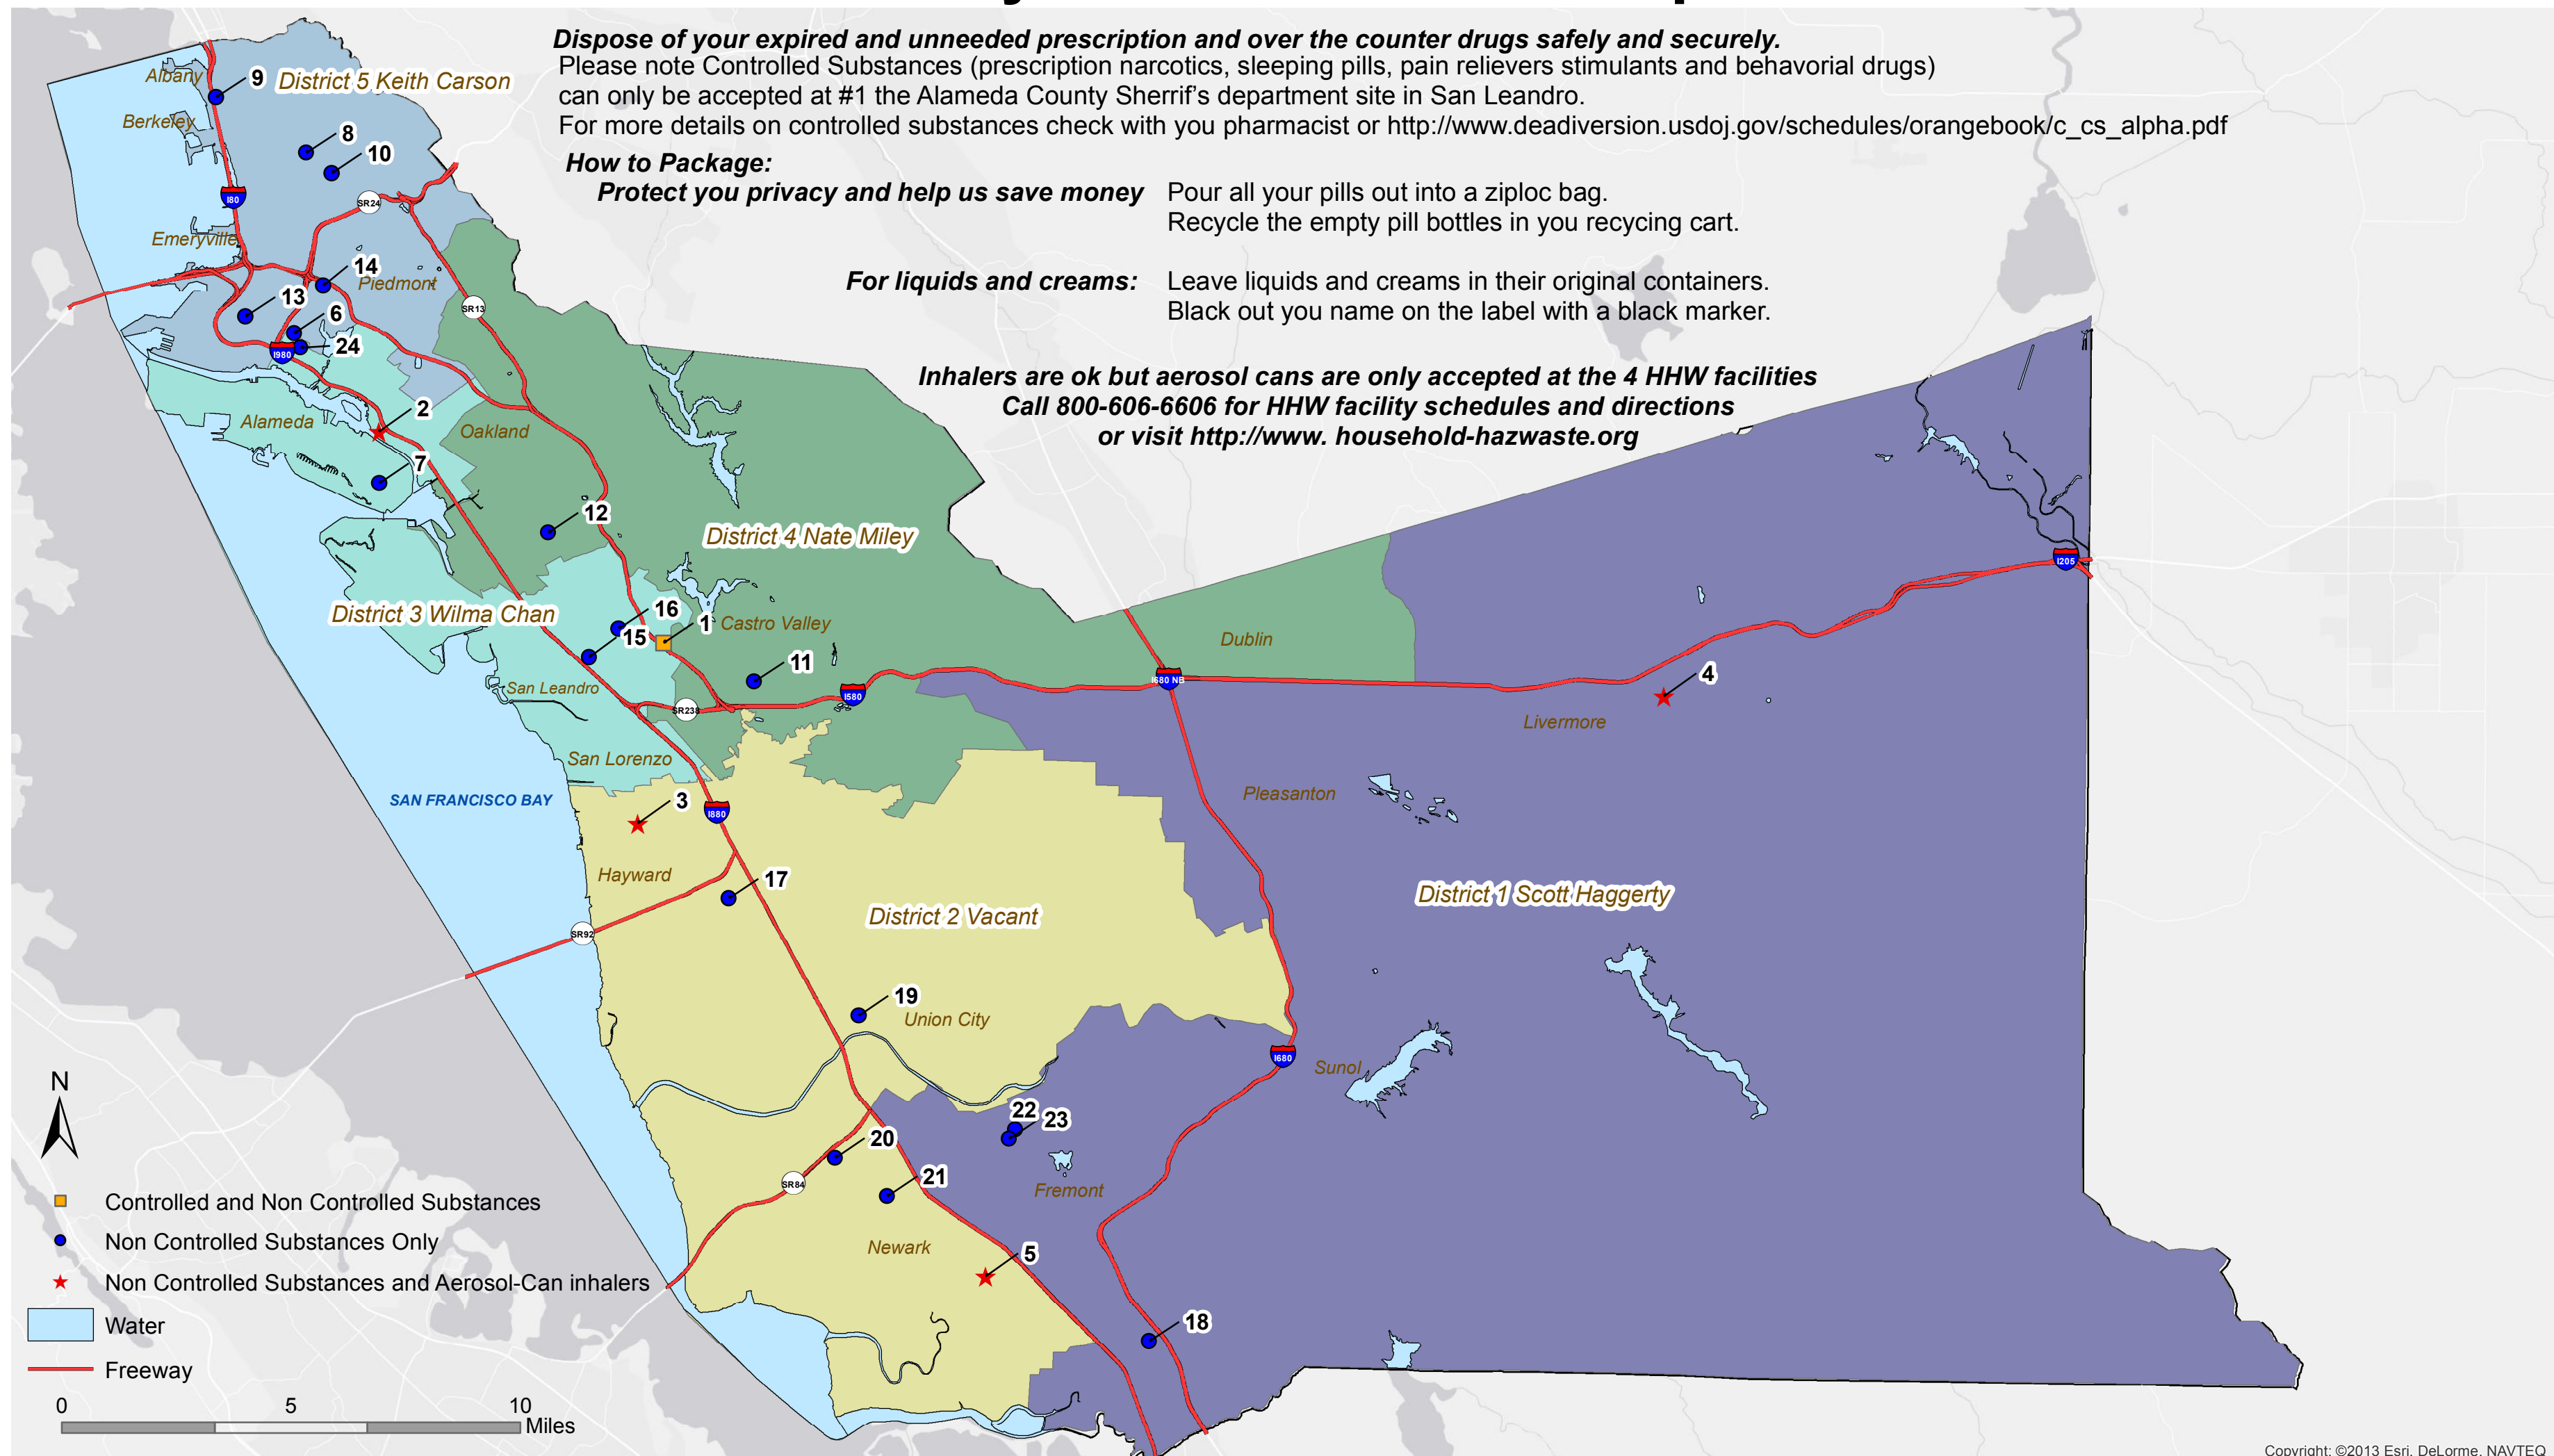 Dispose of your expired and unneeded prescription and over the counter drugs safely and securely.
Please note Controlled Substances (prescription narcotics, sleeping pills, pain relievers stimulants and behavorial drugs)
can only be accepted at #1 the Alameda County Sherrif's department site in San Leandro.
For more details on controlled substances check with you pharmacist or http://www.deadiversion.usdoj.gov/schedules/orangebook/c_cs_alpha.pdf
How to Package:
Protect you privacy and help us save money Pour all your pills out into a ziploc bag.
Recycle the empty pill bottles in you recycing cart.
For liquids and creams: Leave liquids and creams in their original containers.
Black out you name on the label with a black marker.
Inhalers are ok but aerosol cans are only accepted at the 4 HHW facilities
Call 800-606-6606 for HHW facility schedules and directions
or visit http://www. household-hazwaste.org
Albany
9
District 5 Keith Carson
Berkeley
8
10
I80
SR24
Emeryville
14
Piedmont
13
6
SR13
24
I980
2
Alameda
Oakland
7
12
District 4 Nate Miley
I205
16
District 3 Wilma Chan
1
Castro Valley
15
Dublin
11
4
I680 NB
San Leandro
I580
SR238
Livermore
San Lorenzo
SAN FRANCISCO BAY
3
I880
Pleasanton
Hayward
17
District 1 Scott Haggerty
District 2 Vacant
SR92
19
Union City
I680
Sunol
22
23
20
21
SR84
Fremont
Newark
5
18
N
Controlled and Non Controlled Substances
Non Controlled Substances Only
Non Controlled Substances and Aerosol-Can inhalers
Water
Freeway
0 5 10
Miles
Copyright: ©2013 Esri, DeLorme, NAVTEQ